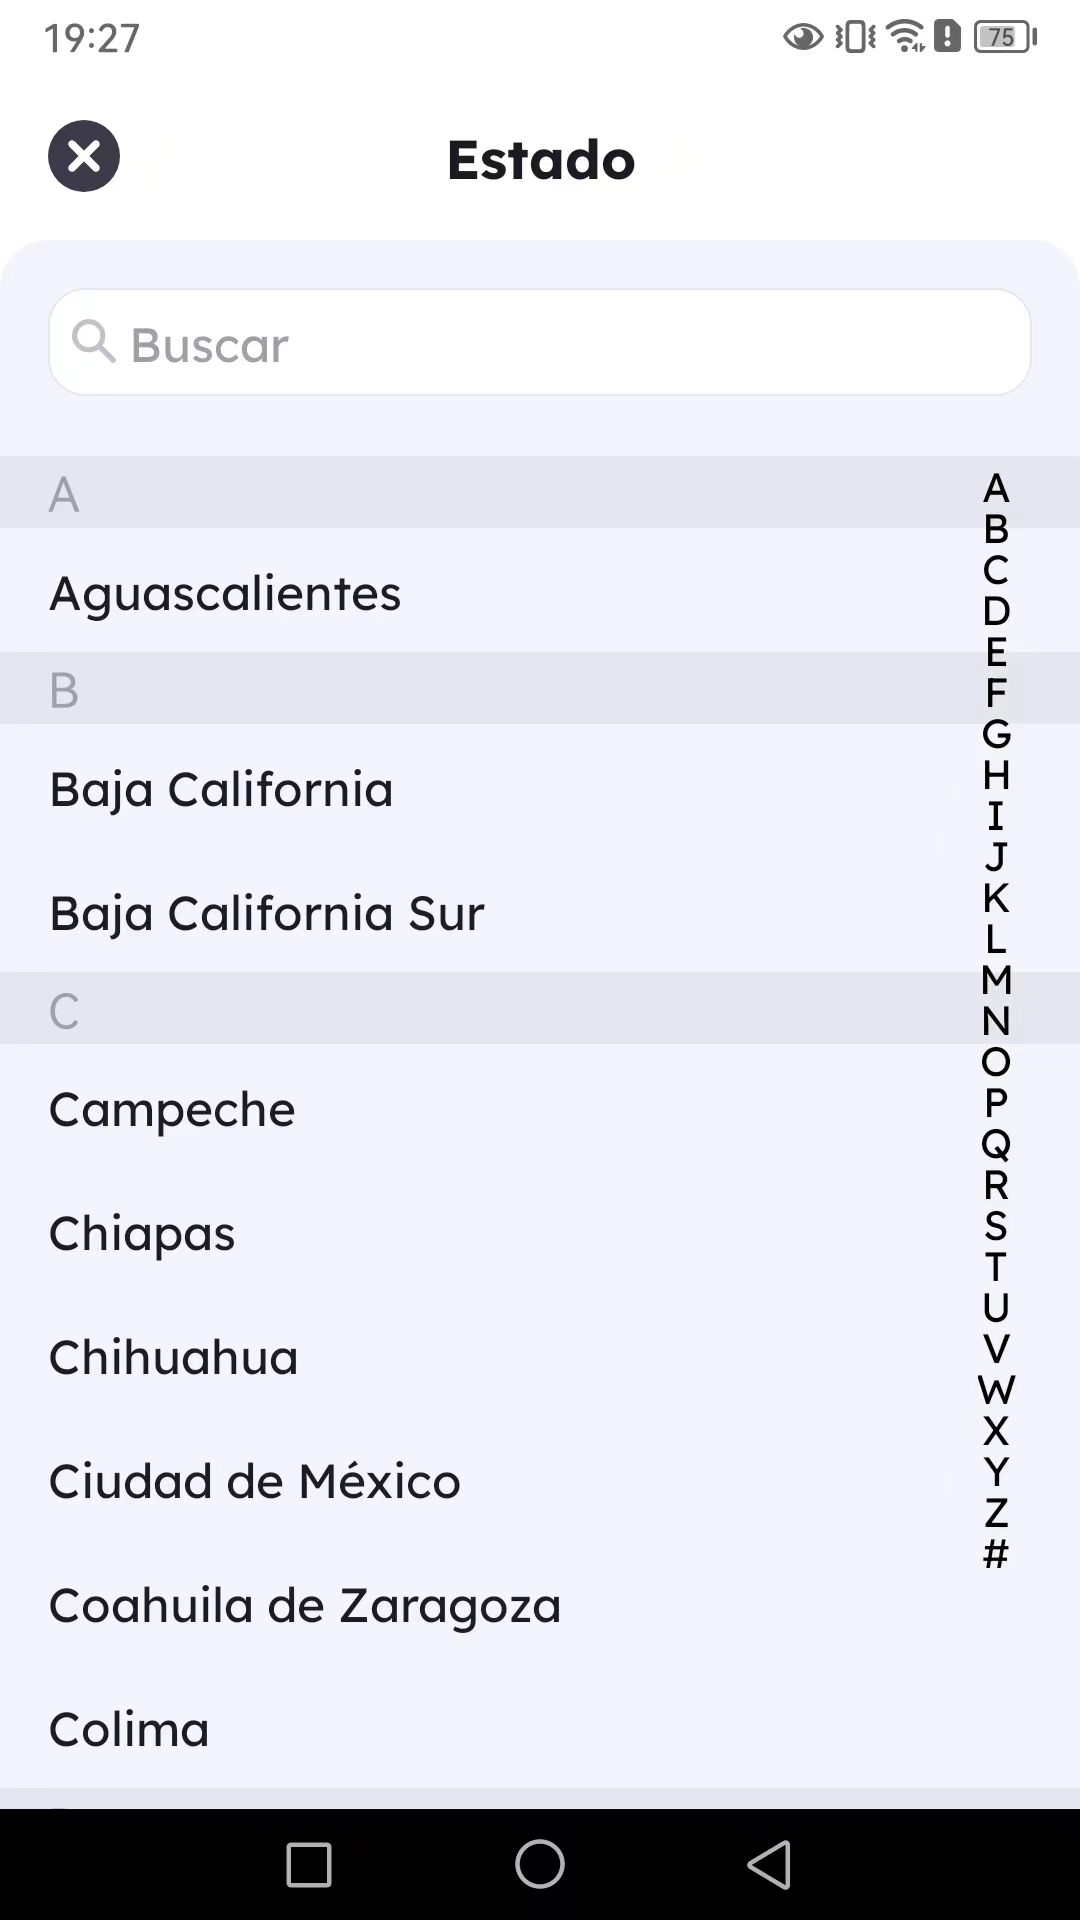 19:27
75
Estado
Buscar
A
Aguascalientes
B
Baja California
Baja California Sur
C
Campeche
Chiapas
Chihuahua
Ciudad de México
Coahuila de Zaragoza
Colima
A
B
C
D
E
F
G
H
I
J
K
L
M
N
O
P
Q
R
S
T
U
V
W
X
Y
Z
#